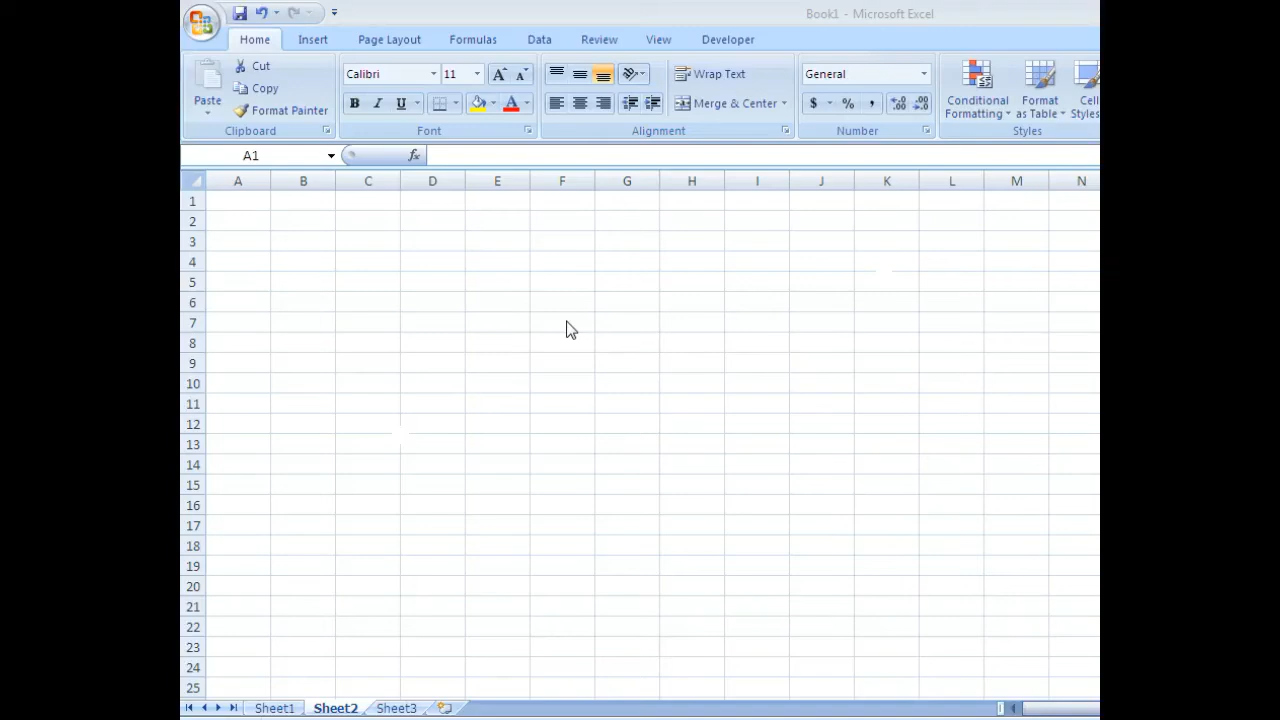 Book1 - Microsoft Excel
Home Insert Page Layout Formulas Data Review View Developer
Paste Cut Calibri 11 Wrap Text General Conditional Formatting Format as Table Cell Styles
Copy
Format Painter B I U Merge & Center $ % , .00 .00
Clipboard Font Alignment Number Styles
A1 fx
A B C D E F G H I J K L M N
1
2
3
4
5
6
7
8
9
10
11
12
13
14
15
16
17
18
19
20
21
22
23
24
25
Sheet1 Sheet2 Sheet3